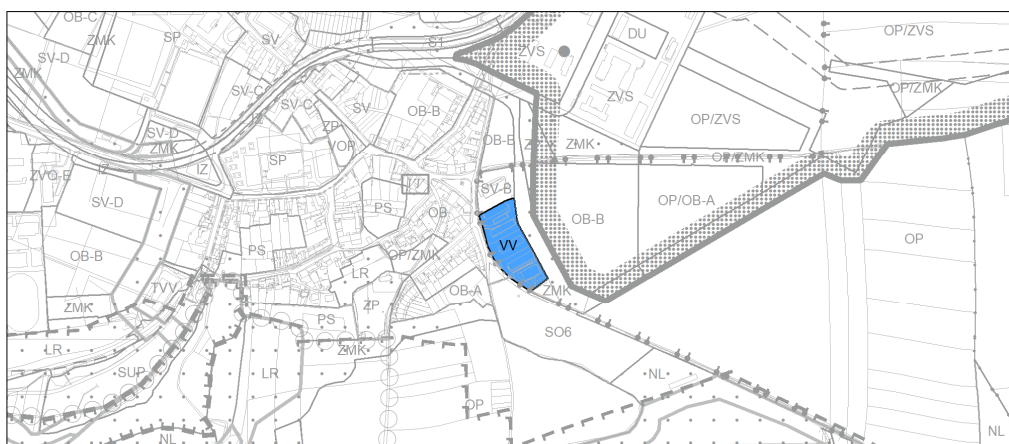 OB-C
SV-D
ZMK
SP
SV
ST
ZVS
DU
OP/ZVS
ZMK
SV-C
SV-C
SV
OB-B
ZVS
OP/ZMK
SV-D
ZMK
IZ
ZP
VOP
OB-B
ZMK
OP/ZVS
OP/ZMK
IZ
SP
ZVO-E
SV-D
SV-B
PS
OB
OB-B
OP/OB-A
VV
OP
OB-B
PS
LR
OP/ZMK
TVV
OB-A
ZMK
ZMK
ZP
PS
SO6
LR
ZMK
SUP
LR
NL
OP
NL
NL